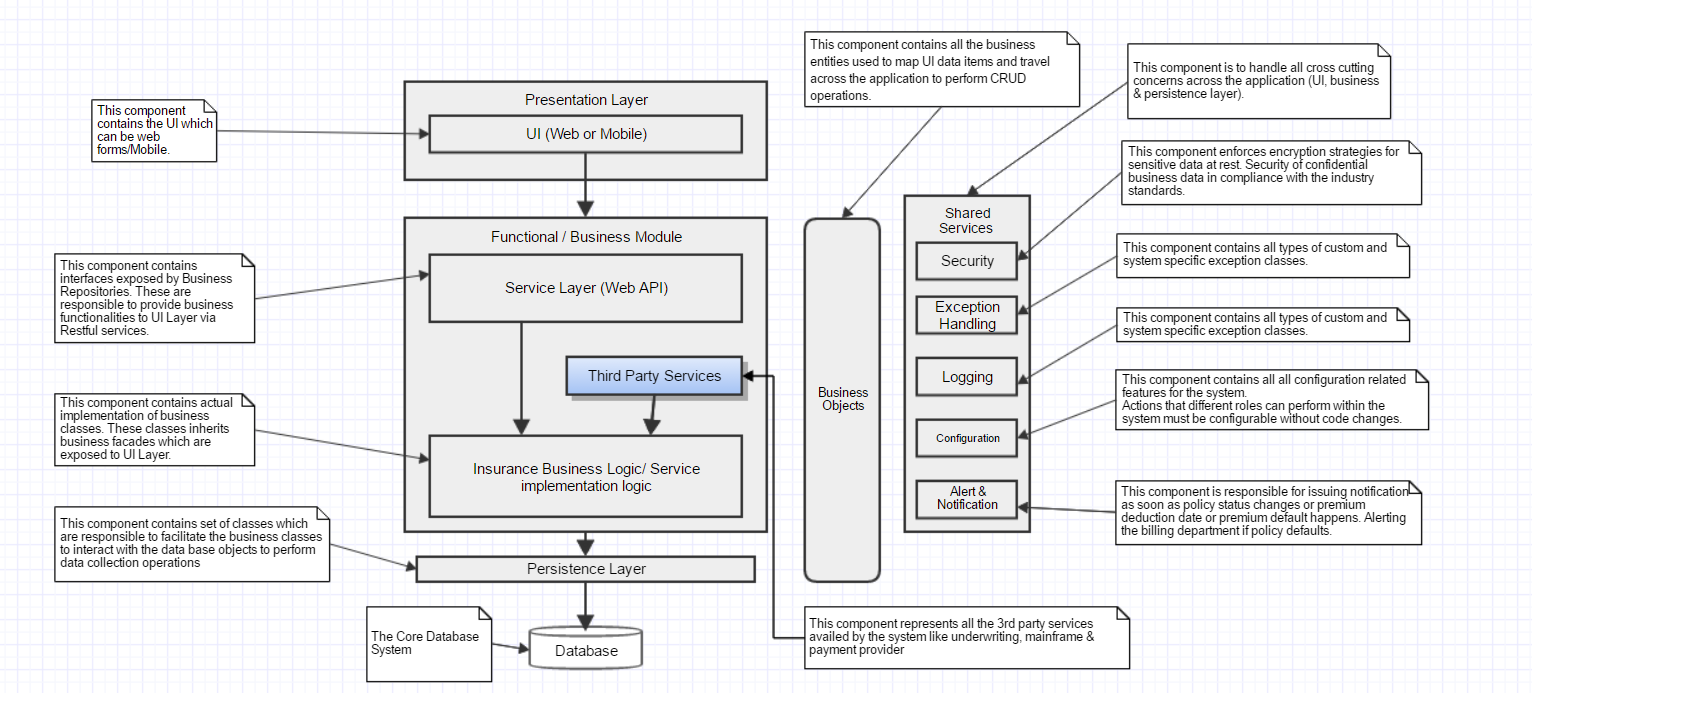 This component contains all the business
entities used to map UI data items and travel
across the application to perform CRUD
operations.
This component is to handle all cross cutting
concerns across the application (UI, business
& persistence layer).
This component
contains the UI which
can be web
forms/Mobile.
Presentation Layer
UI (Web or Mobile)
This component enforces encryption strategies for
sensitive data at rest. Security of confidential
business data in compliance with the industry
standards.
Functional / Business Module
Shared
Services
This component contains
interfaces exposed by Business
Repositories. These are
responsible to provide business
functionalities to UI Layer via
Restful services.
Service Layer (Web API)
Security
This component contains all types of custom and
system specific exception classes.
Exception
Handling
This component contains all types of custom and
system specific exception classes.
Third Party Services
Logging
This component contains all all configuration related
features for the system.
Actions that different roles can perform within the
system must be configurable without code changes.
Business
Objects
This component contains actual
implementation of business
classes. These classes inherits
business facades which are
exposed to UI Layer.
Configuration
Insurance Business Logic/ Service
implementation logic
Alert &
Notification
This component is responsible for issuing notification
as soon as policy status changes or premium
deduction date or premium default happens. Alerting
the billing department if policy defaults.
This component contains set of classes which
are responsible to facilitate the business classes
to interact with the data base objects to perform
data collection operations
Persistence Layer
The Core Database
System
Database
This component represents all the 3rd party services
availed by the system like underwriting, mainframe &
payment provider